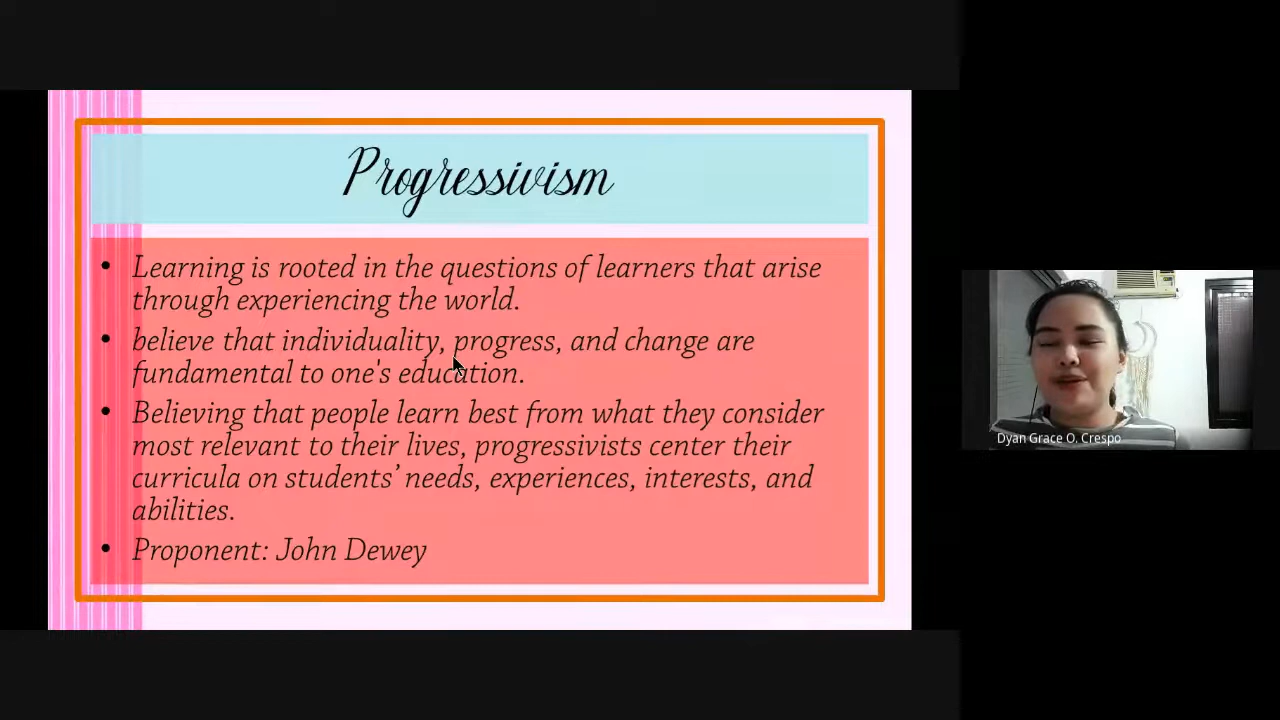 Progressivism
• Learning is rooted in the questions of learners that arise
through experiencing the world.
• believe that individuality, progress, and change are
fundamental to one's education.
• Believing that people learn best from what they consider
most relevant to their lives, progressivists center their
curricula on students’ needs, experiences, interests, and
abilities.
• Proponent: John Dewey
Dyan Grace O. Crespo